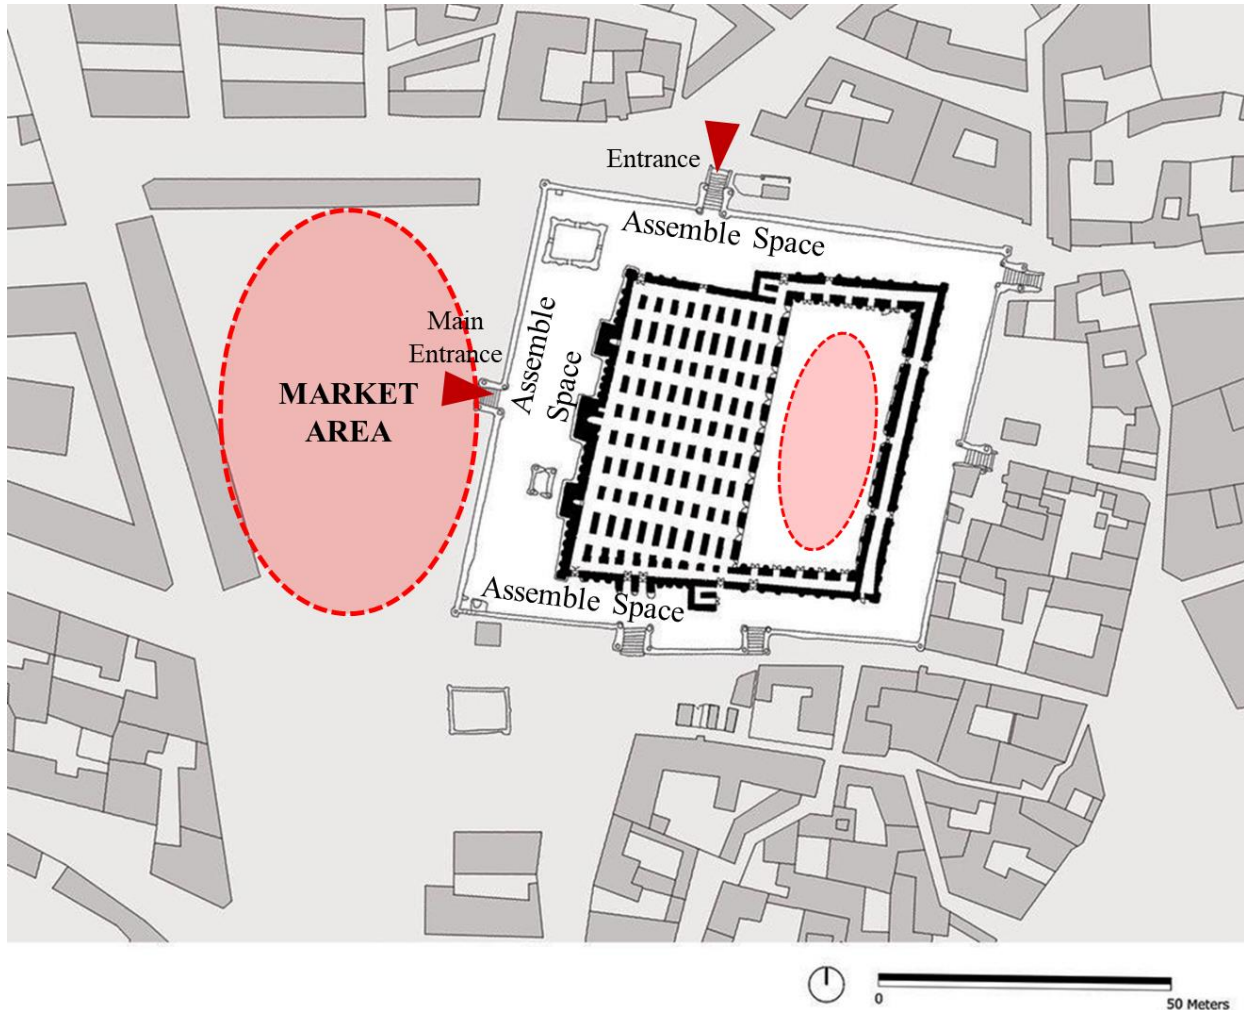 Entrance
Assemble Space
Main
Entrance
Assemble
Space
MARKET
AREA
Assemble Space
0
50 Meters